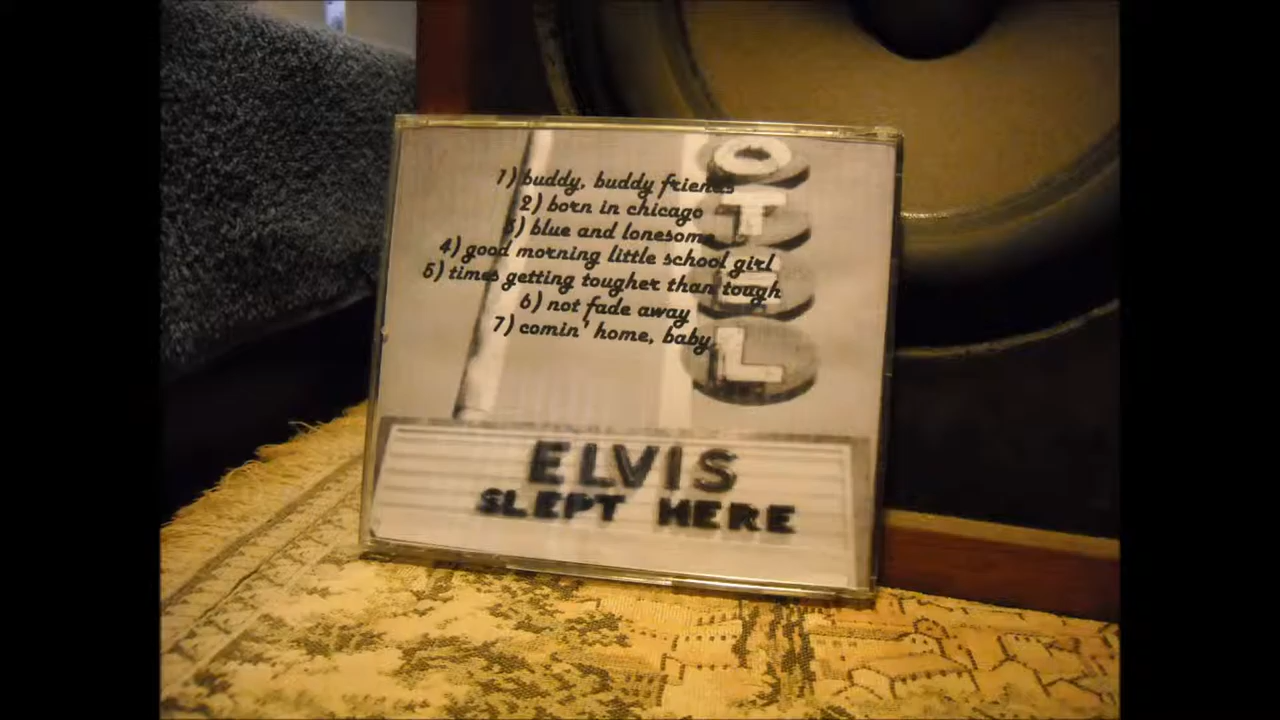 1) buddy, buddy friends
2) born in chicago
3) blue and lonesome
4) good morning little school girl
5) times getting tougher than tough
6) not fade away
7) comin' home, baby
O
T
E
L
ELVIS
SLEPT HERE